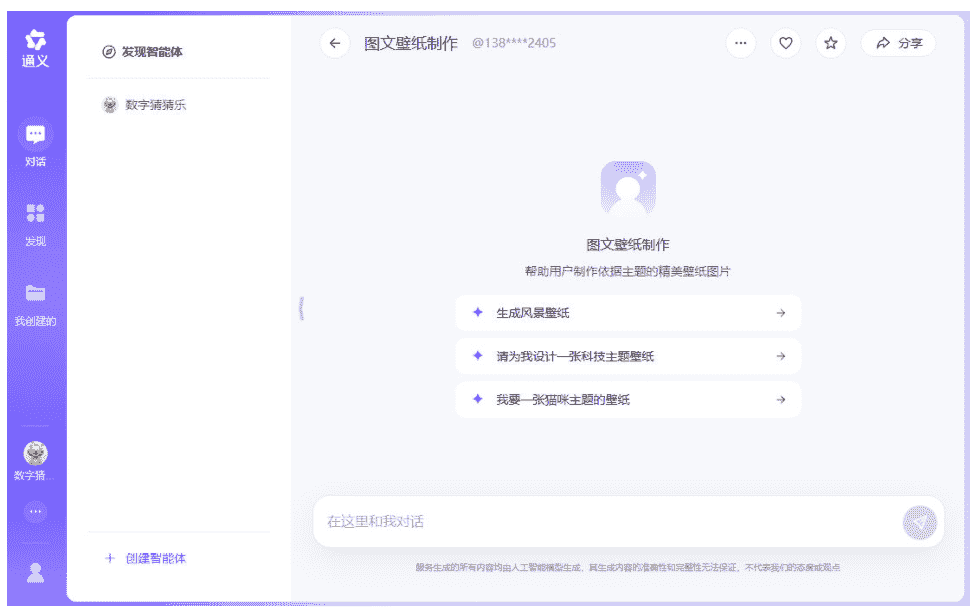 通义
对话
发现
我创建的
数字猜...
发现智能体
数字猜猜乐
创建智能体
图文壁纸制作 @138****2405
分享
图文壁纸制作
帮助用户制作依据主题的精美壁纸图片
生成风景壁纸
请为我设计一张科技主题壁纸
我要一张猫咪主题的壁纸
在这里和我对话
服务生成的所有内容均由人工智能模型生成，其生成内容的准确性和完整性无法保证，不代表我们的态度或观点